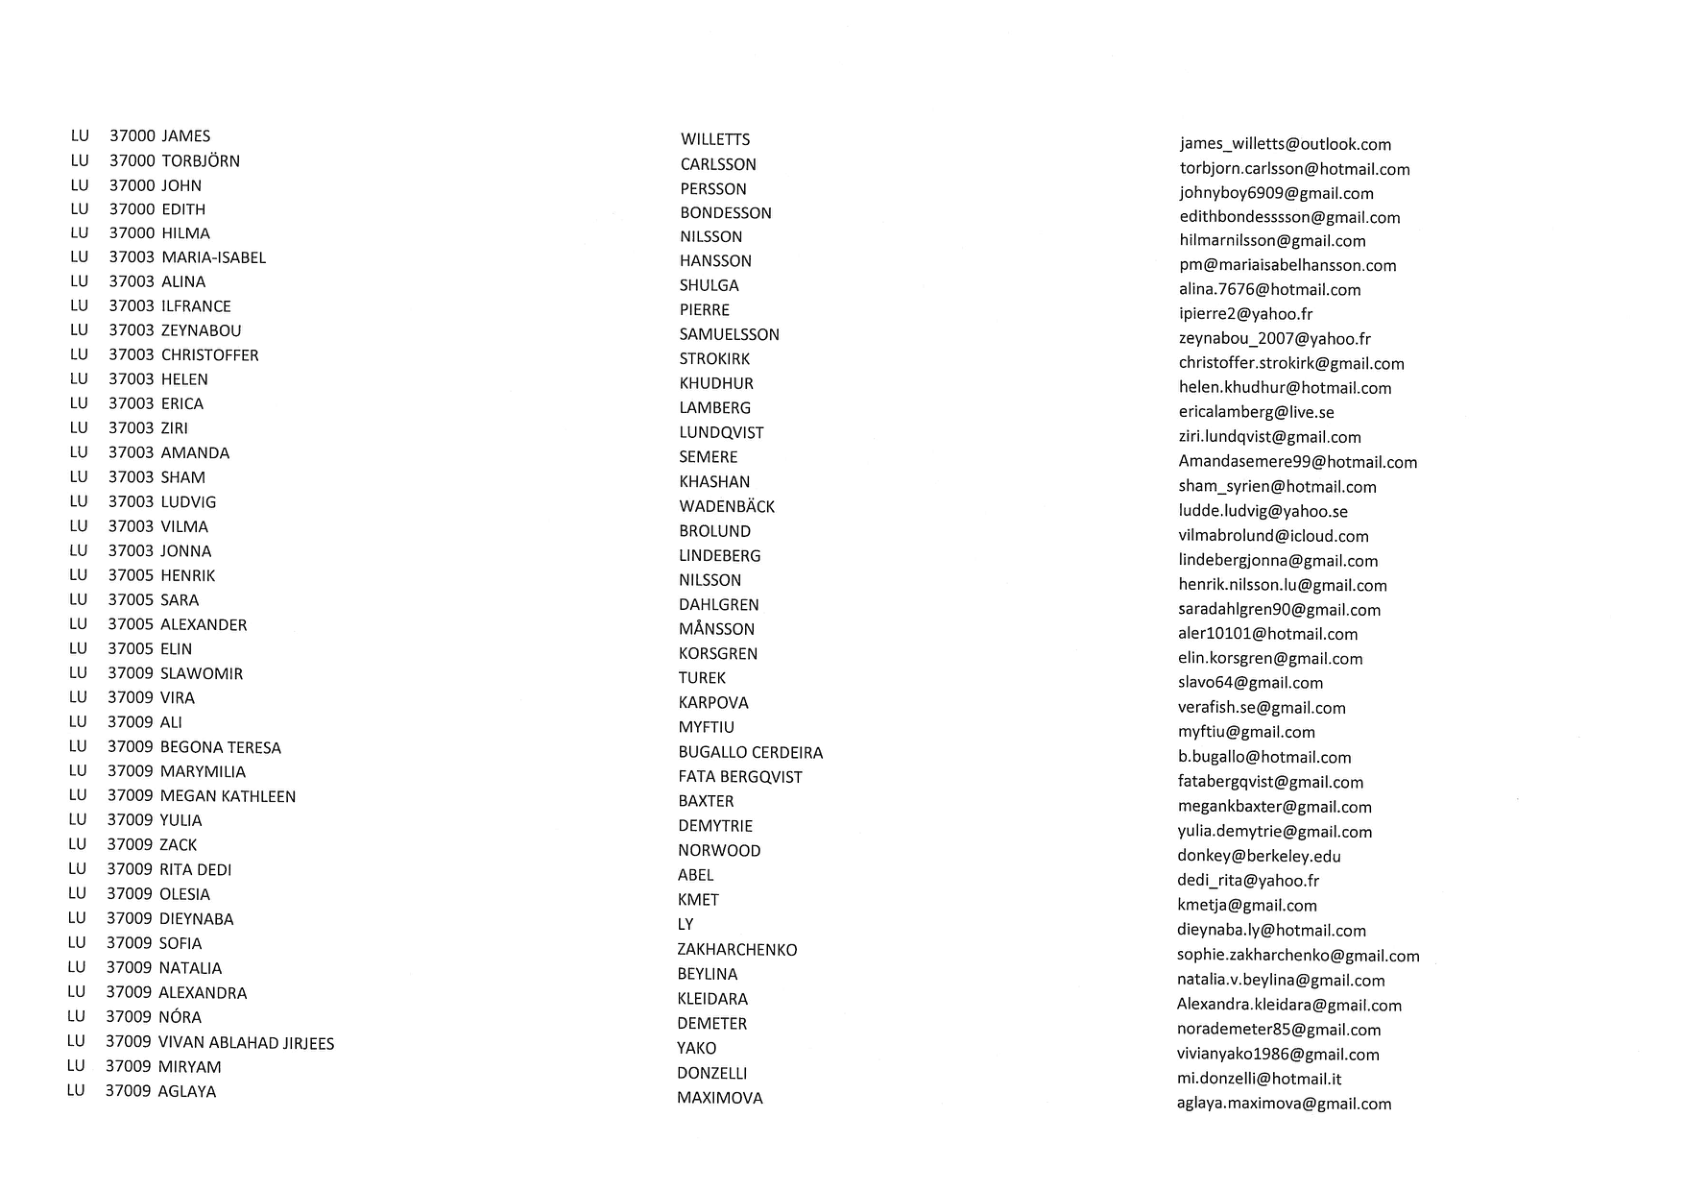 LU 37000 JAMES WILLETTS james_willetts@outlook.com
LU 37000 TORBJÖRN CARLSSON torbjorn.carlsson@hotmail.com
LU 37000 JOHN PERSSON johnyboy6909@gmail.com
LU 37000 EDITH BONDESSON edithbondesssson@gmail.com
LU 37000 HILMA NILSSON hilmarnilsson@gmail.com
LU 37003 MARIA-ISABEL HANSSON pm@mariaisabelhansson.com
LU 37003 ALINA SHULGA alina.7676@hotmail.com
LU 37003 ILFRANCE PIERRE ipierre2@yahoo.fr
LU 37003 ZEYNABOU SAMUELSSON zeynabou_2007@yahoo.fr
LU 37003 CHRISTOFFER STROKIRK christoffer.strokirk@gmail.com
LU 37003 HELEN KHUDHUR helen.khudhur@hotmail.com
LU 37003 ERICA LAMBERG ericalamberg@live.se
LU 37003 ZIRI LUNDQVIST ziri.lundqvist@gmail.com
LU 37003 AMANDA SEMERE Amandasemere99@hotmail.com
LU 37003 SHAM KHASHAN sham_syrien@hotmail.com
LU 37003 LUDVIG WADENBÄCK ludde.ludvig@yahoo.se
LU 37003 VILMA BROLUND vilmabrolund@icloud.com
LU 37003 JONNA LINDEBERG lindebergjonna@gmail.com
LU 37005 HENRIK NILSSON henrik.nilsson.lu@gmail.com
LU 37005 SARA DAHLGREN saradahlgren90@gmail.com
LU 37005 ALEXANDER MÅNSSON aler10101@hotmail.com
LU 37005 ELIN KORSGREN elin.korsgren@gmail.com
LU 37009 SLAWOMIR TUREK slavo64@gmail.com
LU 37009 VIRA KARPOVA verafish.se@gmail.com
LU 37009 ALI MYFTIU myftiu@gmail.com
LU 37009 BEGONA TERESA BUGALLO CERDEIRA b.bugallo@hotmail.com
LU 37009 MARYMILIA FATA BERGQVIST fatabergqvist@gmail.com
LU 37009 MEGAN KATHLEEN BAXTER megankbaxter@gmail.com
LU 37009 YULIA DEMYTRIE yulia.demytrie@gmail.com
LU 37009 ZACK NORWOOD donkey@berkeley.edu
LU 37009 RITA DEDI ABEL dedi_rita@yahoo.fr
LU 37009 OLESIA KMET kmetja@gmail.com
LU 37009 DIEYNABA LY dieynaba.ly@hotmail.com
LU 37009 SOFIA ZAKHARCHENKO sophie.zakharchenko@gmail.com
LU 37009 NATALIA BEYLINA natalia.v.beylina@gmail.com
LU 37009 ALEXANDRA KLEIDARA Alexandra.kleidara@gmail.com
LU 37009 NÓRA DEMETER norademeter85@gmail.com
LU 37009 VIVAN ABLAHAD JIRJEES YAKO vivianyako1986@gmail.com
LU 37009 MIRYAM DONZELLI mi.donzelli@hotmail.it
LU 37009 AGLAYA MAXIMOVA aglaya.maximova@gmail.com